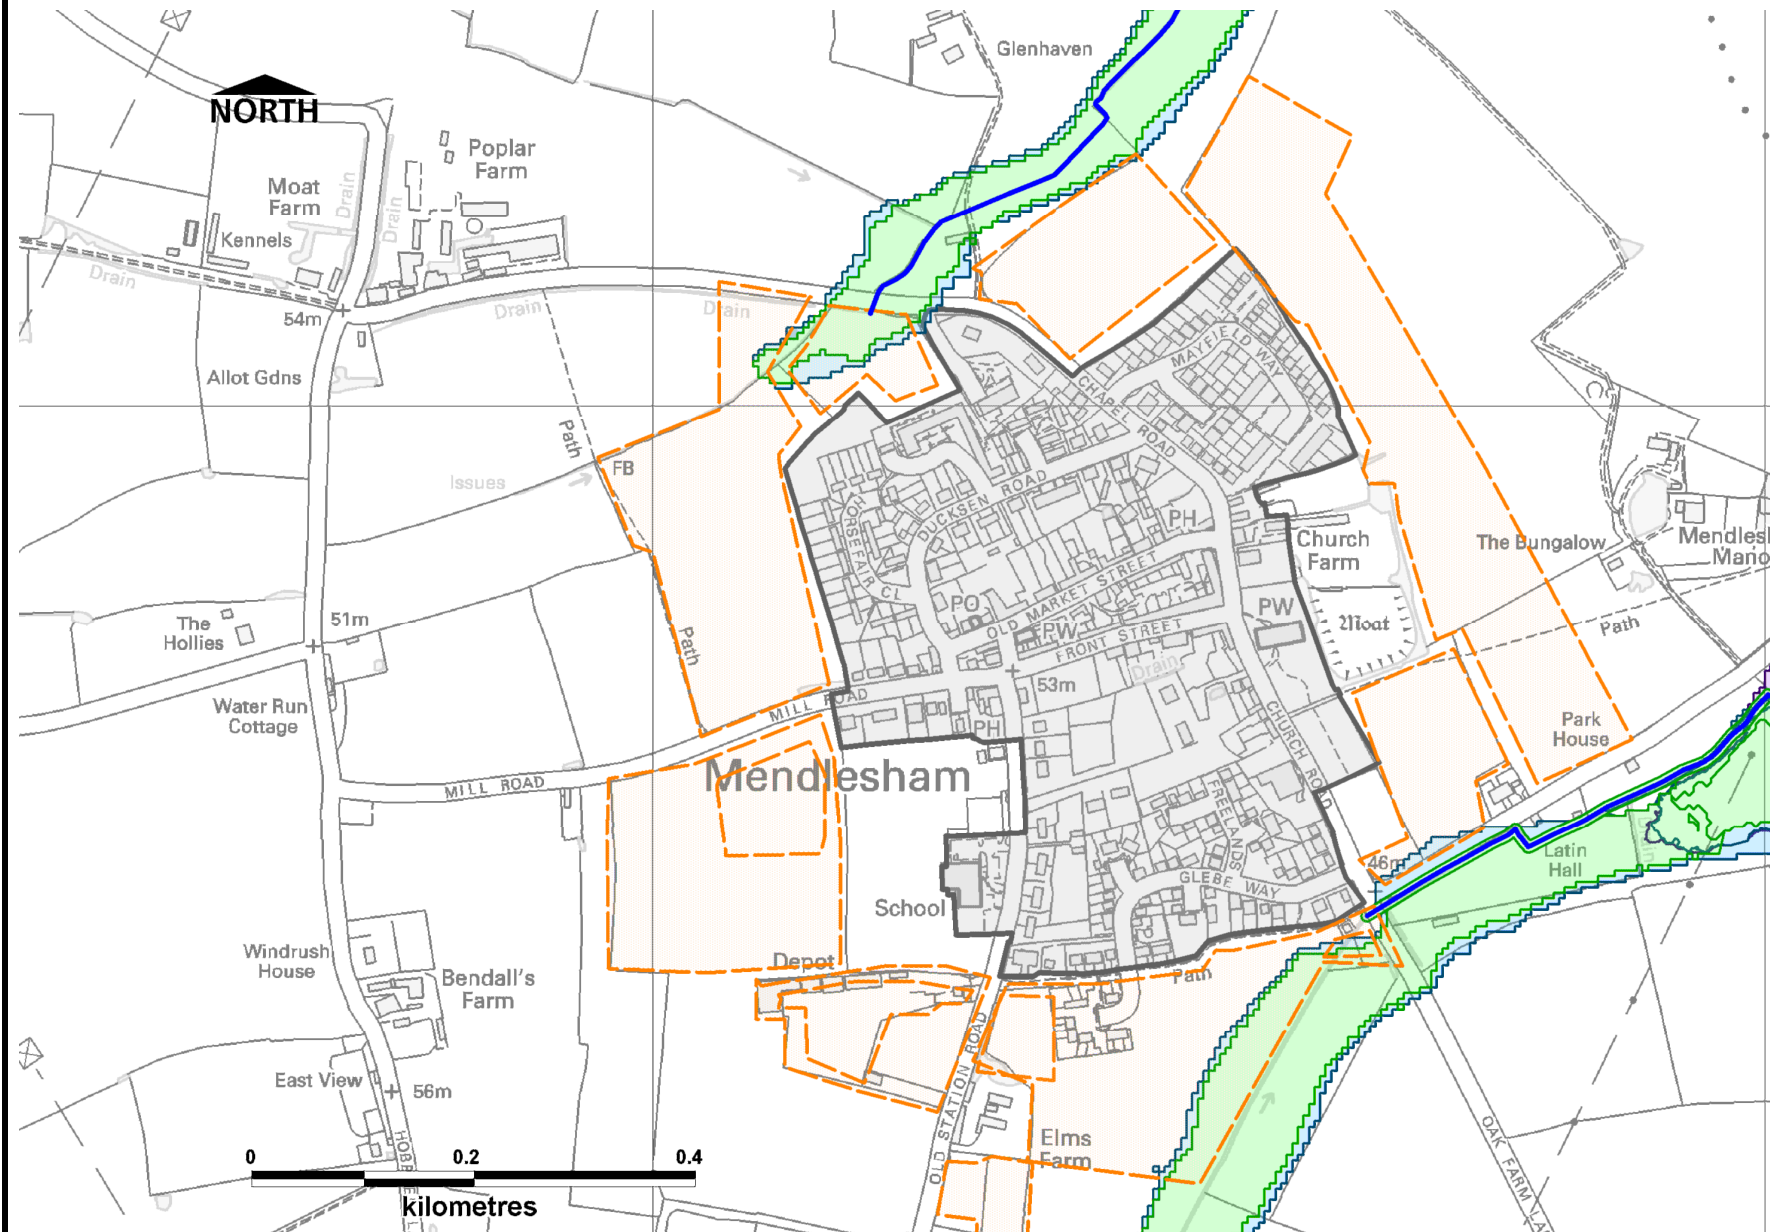 Glenhaven
NORTH
Poplar
Farm
Moat
Farm
Drain
Drain
Kennels
Drain
54m
Drain
Drain
Allot Gdns
MAYFIELD WAY
CHAPEL ROAD
Path
FB
Issues
DUCKSEN ROAD
HORSEFAIR CL
PH
Church
Farm
The Bungalow
OLD MARKET STREET
PO
PW
FRONT STREET
PW
Moat
Path
The
Hollies
51m
Path
Drain
53m
Water Run
Cottage
MILL ROAD
PH
CHURCH ROAD
Park
House
Mendlesham
MILL ROAD
FREELANDS
GLEBE WAY
46m
Latin
Hall
School
Windrush
House
Depot
Path
Bendall's
Farm
OLD STATION ROAD
East View
56m
Elms
Farm
0
0.2
0.4
kilometres